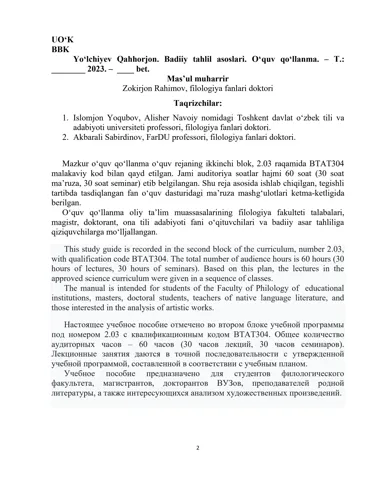 UO‘K
BBK
Yo‘lchiyev Qahhorjon. Badiiy tahlil asoslari. O‘quv qo‘llanma. – T.:
________ 2023. – ____ bet.
Mas’ul muharrir
Zokirjon Rahimov, filologiya fanlari doktori
Taqrizchilar:
1. Islomjon Yoqubov, Alisher Navoiy nomidagi Toshkent davlat o‘zbek tili va
adabiyoti universiteti professori, filologiya fanlari doktori.
2. Akbarali Sabirdinov, FarDU professori, filologiya fanlari doktori.
Mazkur o‘quv qo‘llanma o‘quv rejaning ikkinchi blok, 2.03 raqamida BTAT304
malakaviy kod bilan qayd etilgan. Jami auditoriya soatlar hajmi 60 soat (30 soat
ma’ruza, 30 soat seminar) etib belgilangan. Shu reja asosida ishlab chiqilgan, tegishli
tartibda tasdiqlangan fan o‘quv dasturidagi ma’ruza mashg‘ulotlari ketma-ketligida
berilgan.
O‘quv qo‘llanma oliy ta’lim muassasalarining filologiya fakulteti talabalari,
magistr, doktorant, ona tili adabiyoti fani o‘qituvchilari va badiiy asar tahliliga
qiziquvchilarga mo‘ljallangan.
This study guide is recorded in the second block of the curriculum, number 2.03,
with qualification code BTAT304. The total number of audience hours is 60 hours (30
hours of lectures, 30 hours of seminars). Based on this plan, the lectures in the
approved science curriculum were given in a sequence of classes.
The manual is intended for students of the Faculty of Philology of educational
institutions, masters, doctoral students, teachers of native language literature, and
those interested in the analysis of artistic works.
Настоящее учебное пособие отмечено во втором блоке учебной программы
под номером 2.03 с квалификационным кодом BTAT304. Общее количество
аудиторных часов – 60 часов (30 часов лекций, 30 часов семинаров).
Лекционные занятия даются в точной последовательности с утвержденной
учебной программой, составленной в соответствии с учебным планом.
Учебное пособие предназначено для студентов филологического
факультета, магистрантов, докторантов ВУЗов, преподавателей родной
литературы, а также интересующихся анализом художественных произведений.
2